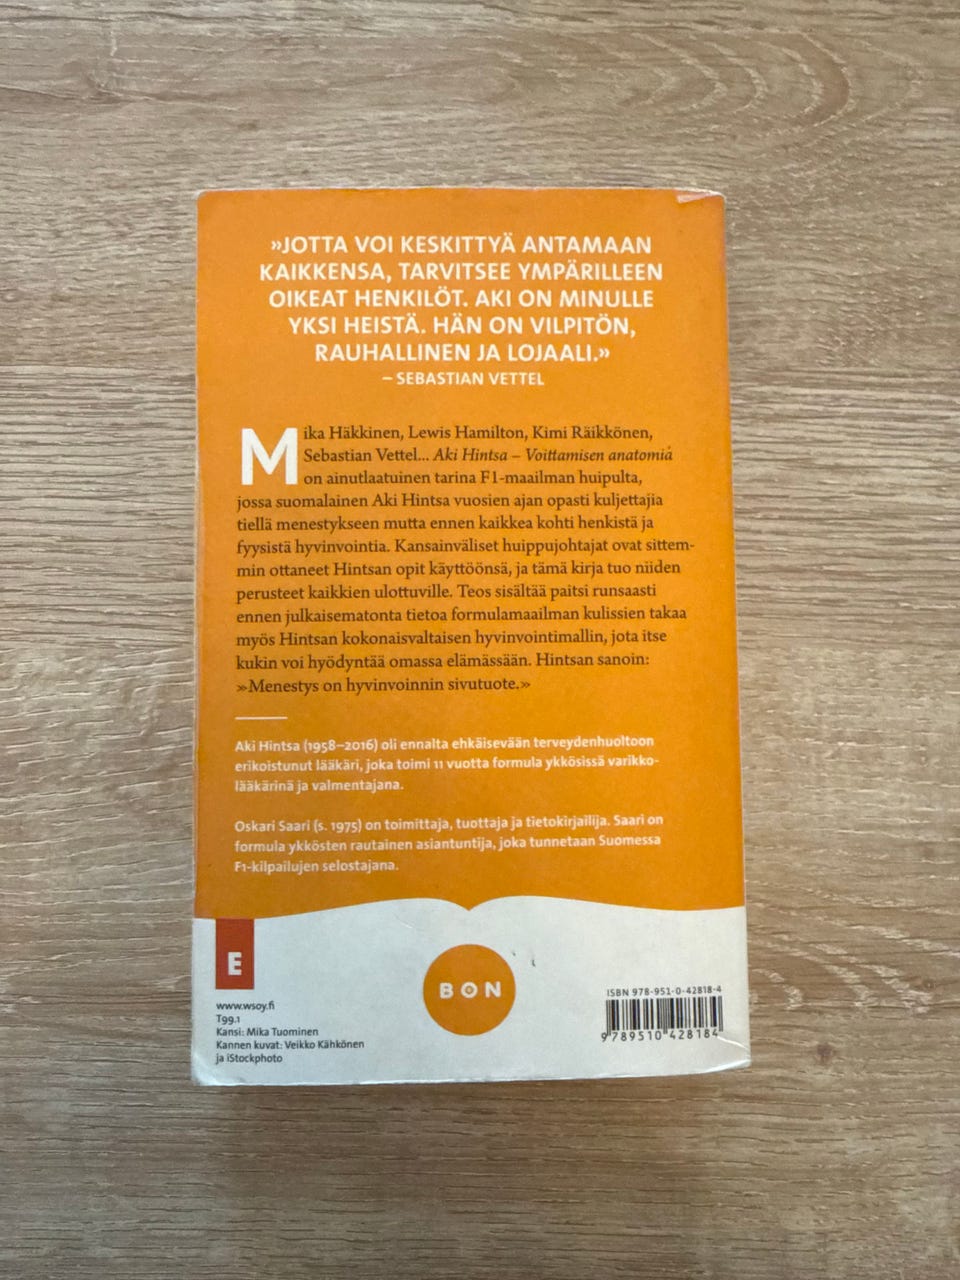 »JOTTA VOI KESKITTYÄ ANTAMAAN
KAIKKENSA, TARVITSEE YMPÄRILLEEN
OIKEAT HENKILÖT. AKI ON MINULLE
YKSI HEISTÄ. HÄN ON VILPITÖN,
RAUHALLINEN JA LOJAALI.»
– SEBASTIAN VETTEL
Mika Häkkinen, Lewis Hamilton, Kimi Räikkönen,
Sebastian Vettel... Aki Hintsa – Voittamisen anatomia
on ainutlaatuinen tarina F1-maailman huipulta,
jossa suomalainen Aki Hintsa vuosien ajan opasti kuljettajia
tiellä menestykseen mutta ennen kaikkea kohti henkistä ja
fyysistä hyvinvointia. Kansainväliset huippujohtajat ovat sittem-
min ottaneet Hintsan opit käyttöönsä, ja tämä kirja tuo niiden
perusteet kaikkien ulottuville. Teos sisältää paitsi runsaasti
ennen julkaisematonta tietoa formulamaailman kulissien takaa
myös Hintsan kokonaisvaltaisen hyvinvointimallin, jota itse
kukin voi hyödyntää omassa elämässään. Hintsan sanoin:
»Menestys on hyvinvoinnin sivutuote.»
Aki Hintsa (1958–2016) oli ennalta ehkäisevään terveydenhuoltoon
erikoistunut lääkäri, joka toimi 11 vuotta formula ykkösissä varikko-
lääkärinä ja valmentajana.
Oskari Saari (s. 1975) on toimittaja, tuottaja ja tietokirjailija. Saari on
formula ykkösten rautainen asiantuntija, joka tunnetaan Suomessa
F1-kilpailujen selostajana.
E
www.wsoy.fi
T99.1
Kansi: Mika Tuominen
Kannen kuvat: Veikko Kähkönen
ja iStockphoto
BON
ISBN 978-951-0-42818-4
9 789510 428184